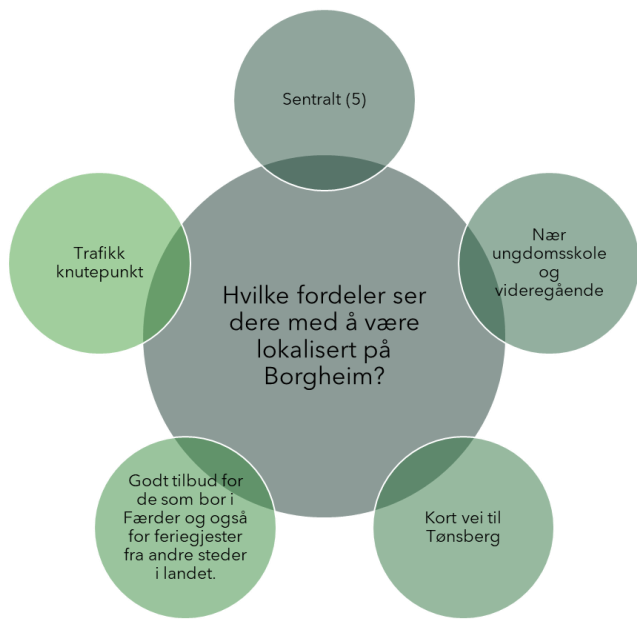 Sentralt (5)
Nær
ungdomsskole
og
videregående
Trafikk
knutepunkt
Hvilke fordeler ser
dere med å være
lokalisert på
Borgheim?
Godt tilbud for
de som bor i
Færder og også
for feriegjester
fra andre steder
i landet.
Kort vei til
Tønsberg